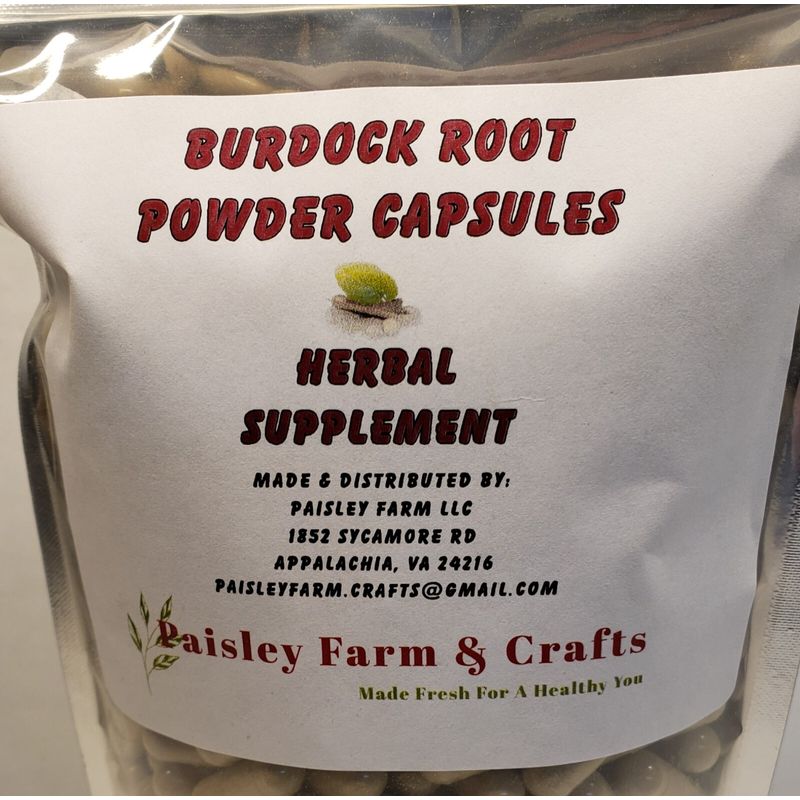 BURDOCK ROOT
POWDER CAPSULES
HERBAL
SUPPLEMENT
MADE & DISTRIBUTED BY:
PAISLEY FARM LLC
1852 SYCAMORE RD
APPALACHIA, VA 24216
PAISLEYFARM.CRAFTS@GMAIL.COM
Paisley Farm & Crafts
Made Fresh For A Healthy You